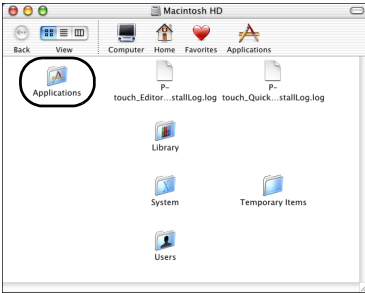 Macintosh HD
Back View Computer Home Favorites Applications
Applications
P-
touch_Editor...stallLog.log
P-
touch_Quick...stallLog.log
Library
System
Temporary Items
Users